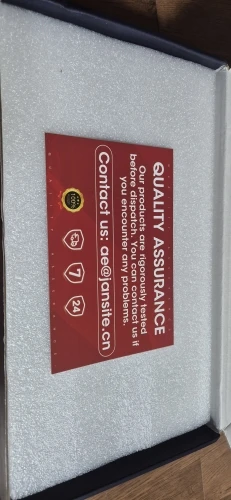 QUALITY ASSURANCE
Our products are rigorously tested
before dispatch. You can contact us if
you encounter any problems.
Contact us: ae@jansite.cn
7
24